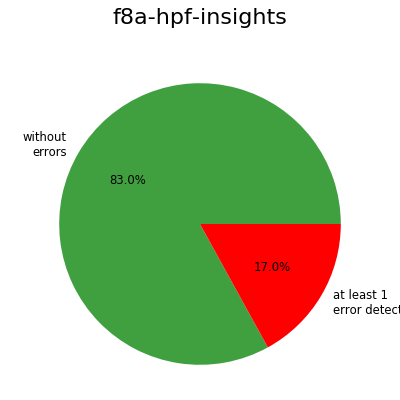 f8a-hpf-insights
without
errors
83.0%
17.0%
at least 1
error detect